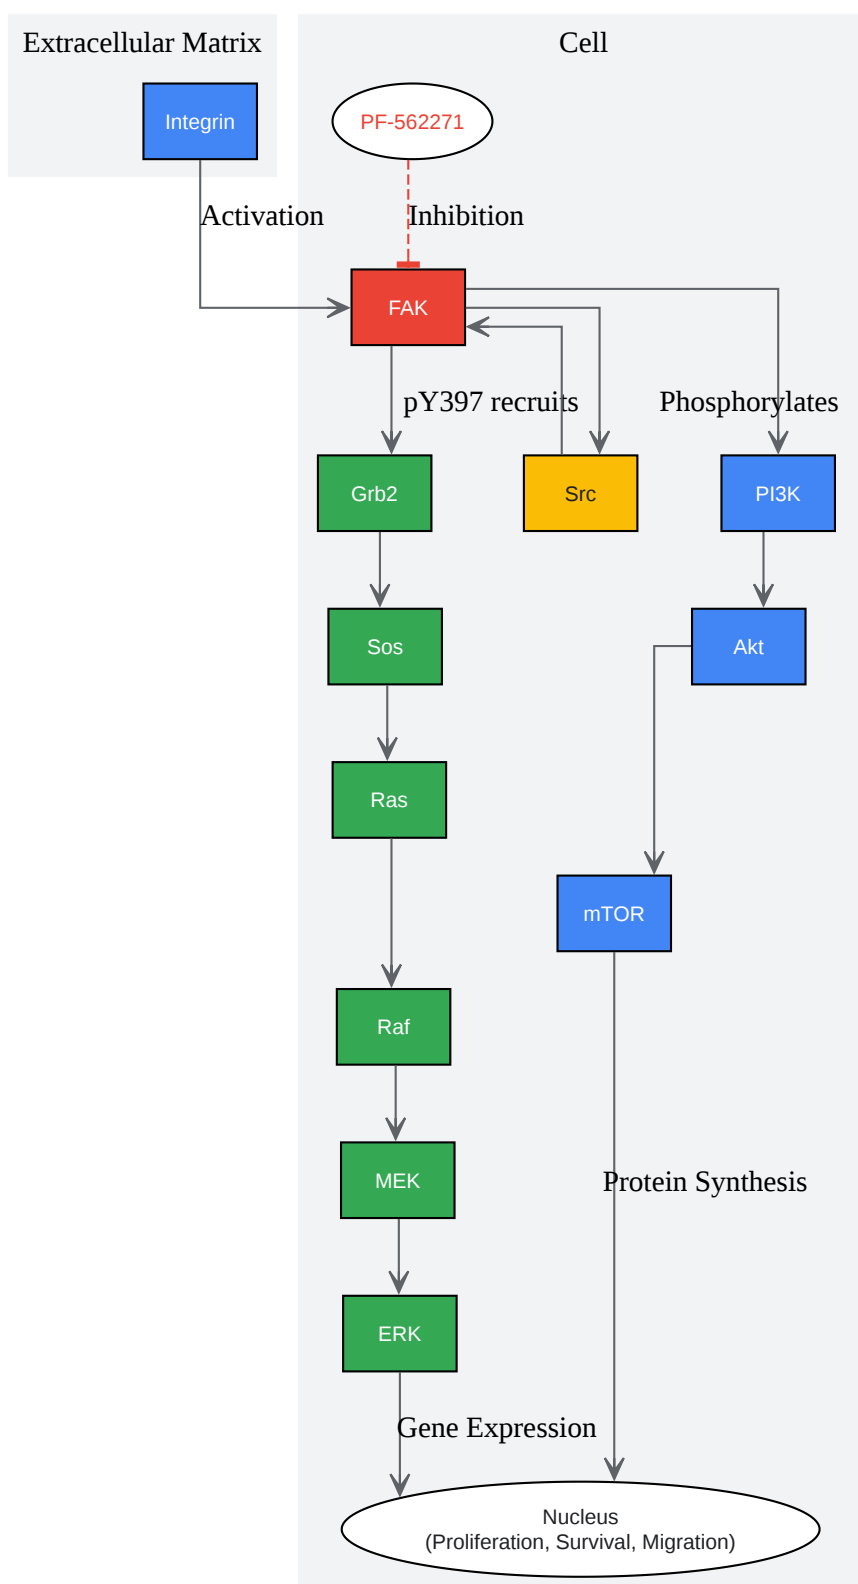 Extracellular Matrix
Cell
Integrin
PF-562271
Activation
Inhibition
FAK
pY397 recruits
Phosphorylates
Grb2
Src
PI3K
Sos
Akt
Ras
mTOR
Raf
MEK
Protein Synthesis
ERK
Gene Expression
Nucleus
(Proliferation, Survival, Migration)